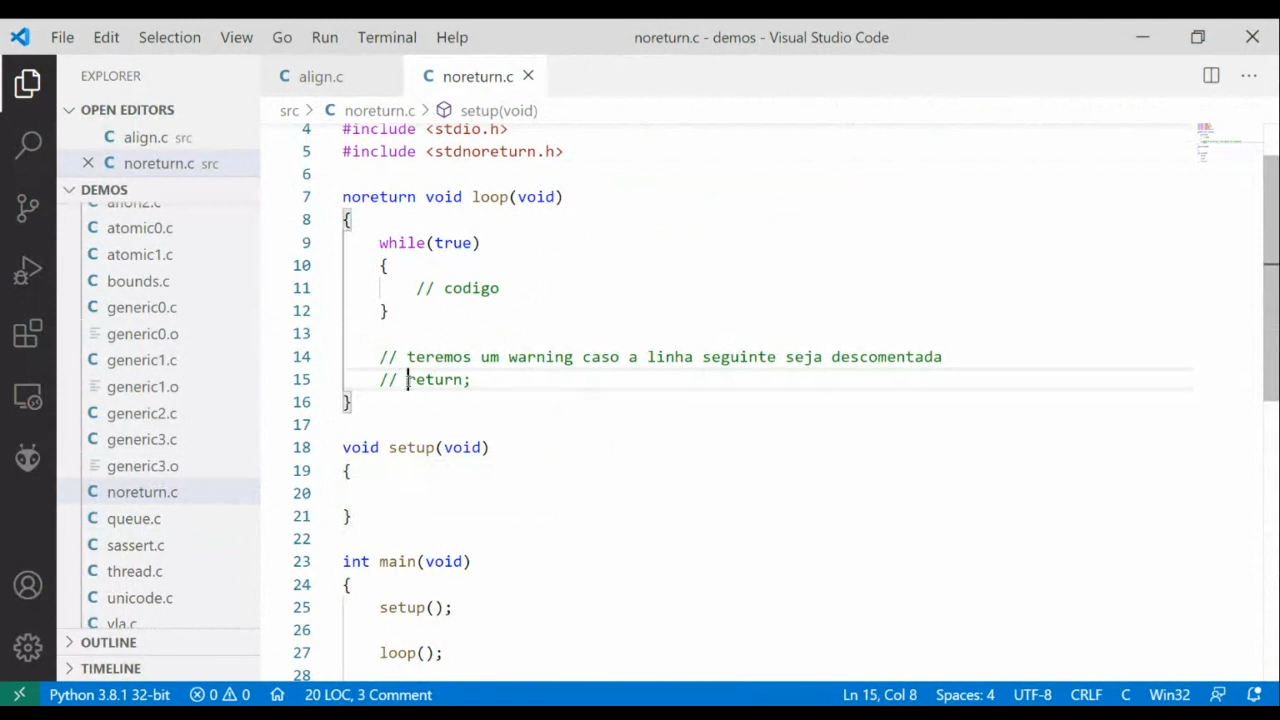 File Edit Selection View Go Run Terminal Help noreturn.c - demos - Visual Studio Code
EXPLORER
OPEN EDITORS
align.c src
noreturn.c src
DEMOS
anon2.c
atomic0.c
atomic1.c
bounds.c
generic0.c
generic0.o
generic1.c
generic1.o
generic2.c
generic3.c
generic3.o
noreturn.c
queue.c
sassert.c
thread.c
unicode.c
vla.c
OUTLINE
TIMELINE
C align.c C noreturn.c
src > C noreturn.c > setup(void)
4 #include <stdio.h>
5 #include <stdnoreturn.h>
6
7 noreturn void loop(void)
8 {
9 while(true)
10 {
11 // codigo
12 }
13
14 // teremos um warning caso a linha seguinte seja descomentada
15 // return;
16 }
17
18 void setup(void)
19 {
20
21 }
22
23 int main(void)
24 {
25 setup();
26
27 loop();
28
Python 3.8.1 32-bit 0 0 20 LOC, 3 Comment Ln 15, Col 8 Spaces: 4 UTF-8 CRLF C Win32